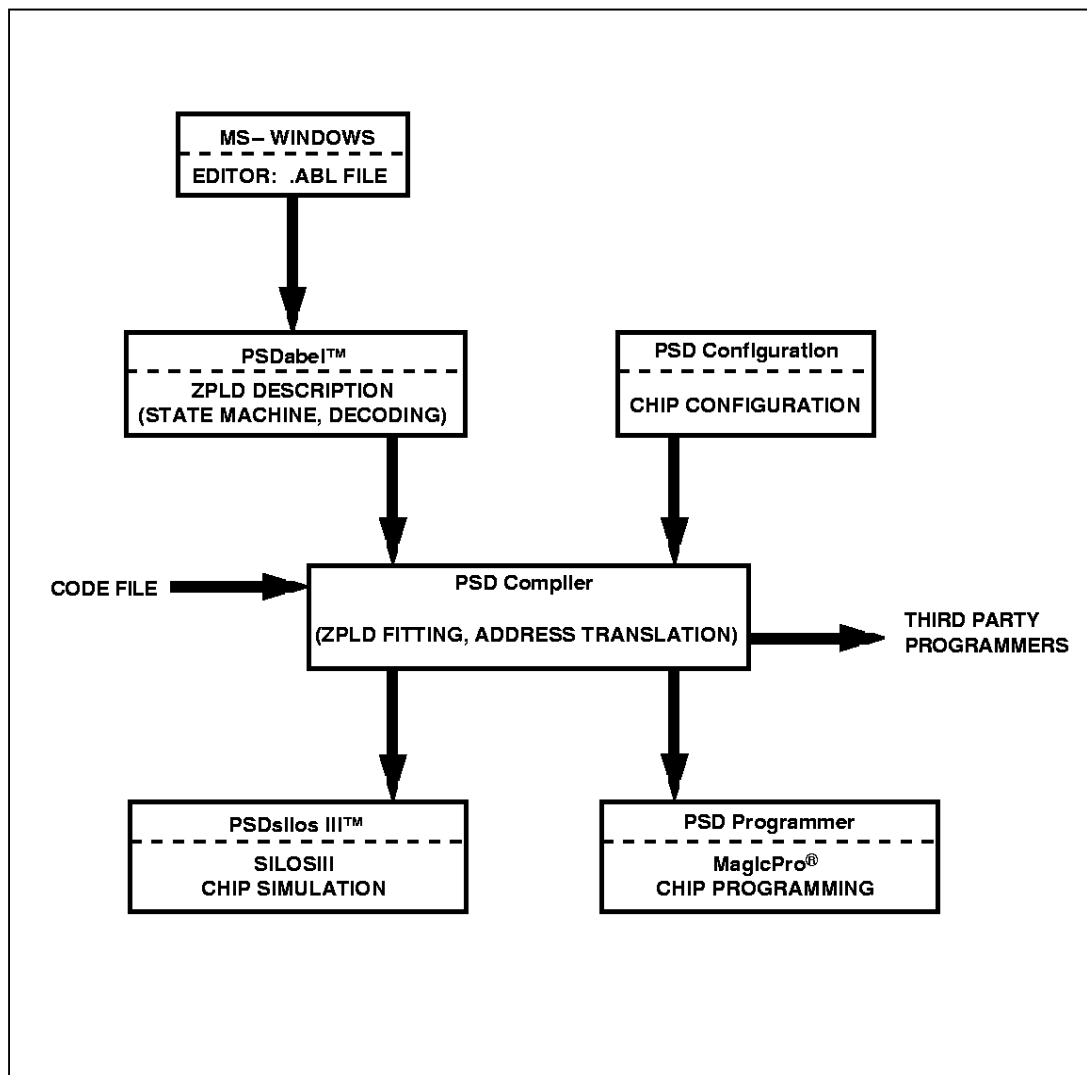 MS– WINDOWS
EDITOR: .ABL FILE
PSDabel™
ZPLD DESCRIPTION
(STATE MACHINE, DECODING)
PSD Configuration
CHIP CONFIGURATION
CODE FILE
PSD Compiler
(ZPLD FITTING, ADDRESS TRANSLATION)
THIRD PARTY
PROGRAMMERS
PSDsilos III™
SILOSIII
CHIP SIMULATION
PSD Programmer
MagicPro®
CHIP PROGRAMMING